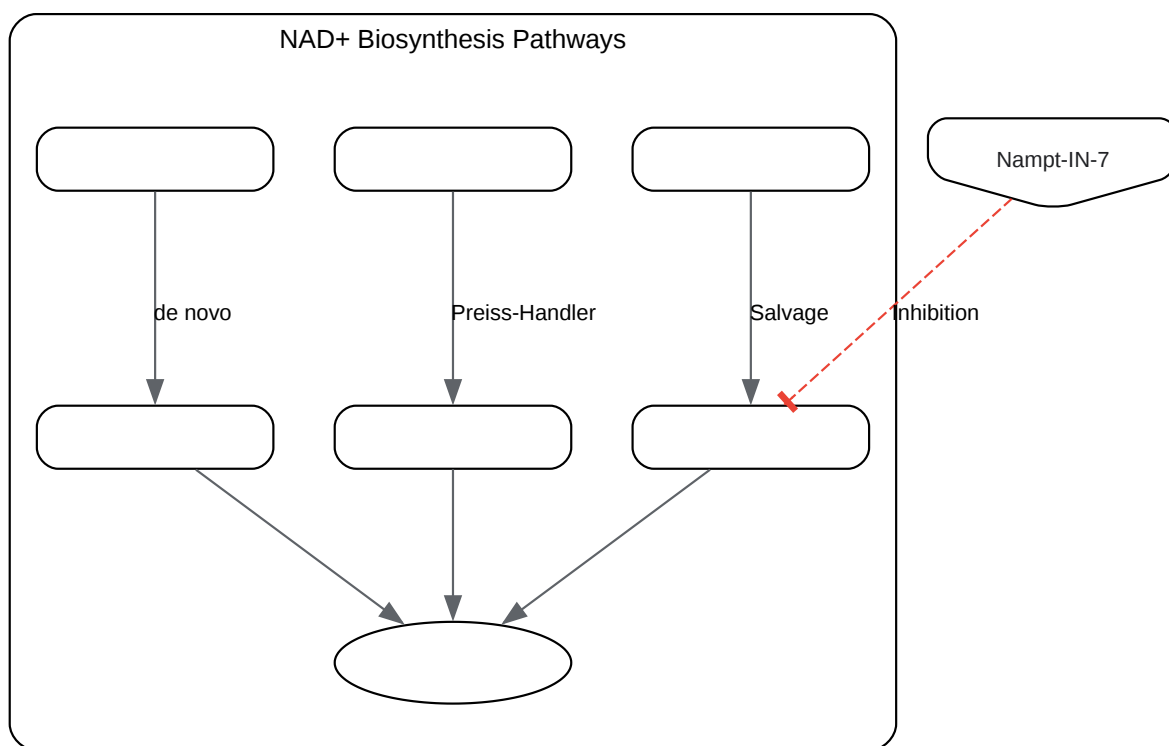 NAD+ Biosynthesis Pathways
Nampt-IN-7
de novo
Preiss-Handler
Salvage
Inhibition